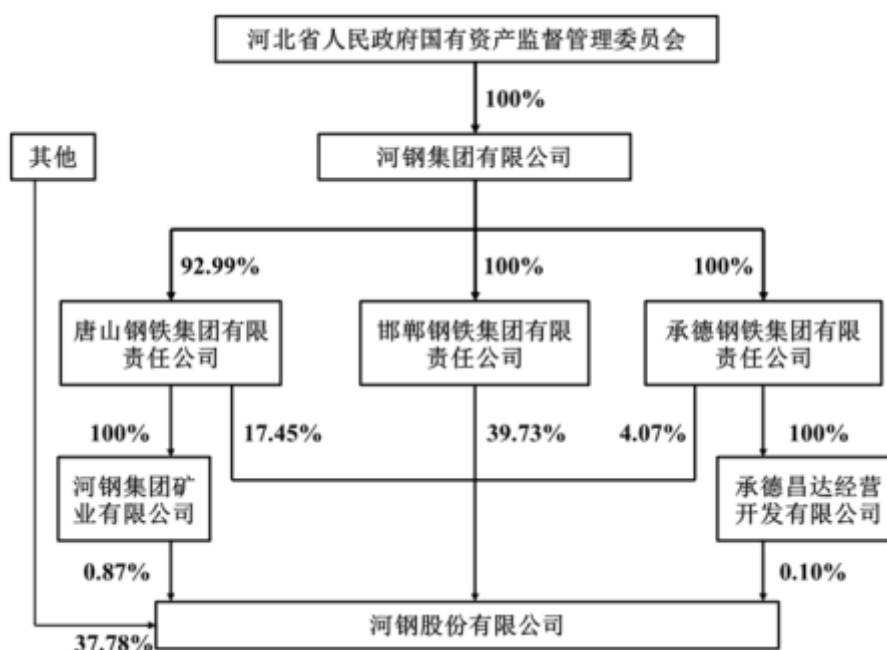 河北省人民政府国有资产监督管理委员会
100%
其他
河钢集团有限公司
92.99%
100%
100%
唐山钢铁集团有限
责任公司
邯郸钢铁集团有限
责任公司
承德钢铁集团有限
责任公司
100%
17.45%
39.73%
4.07%
100%
河钢集团矿
业有限公司
承德昌达经营
开发有限公司
0.87%
0.10%
河钢股份有限公司
37.78%